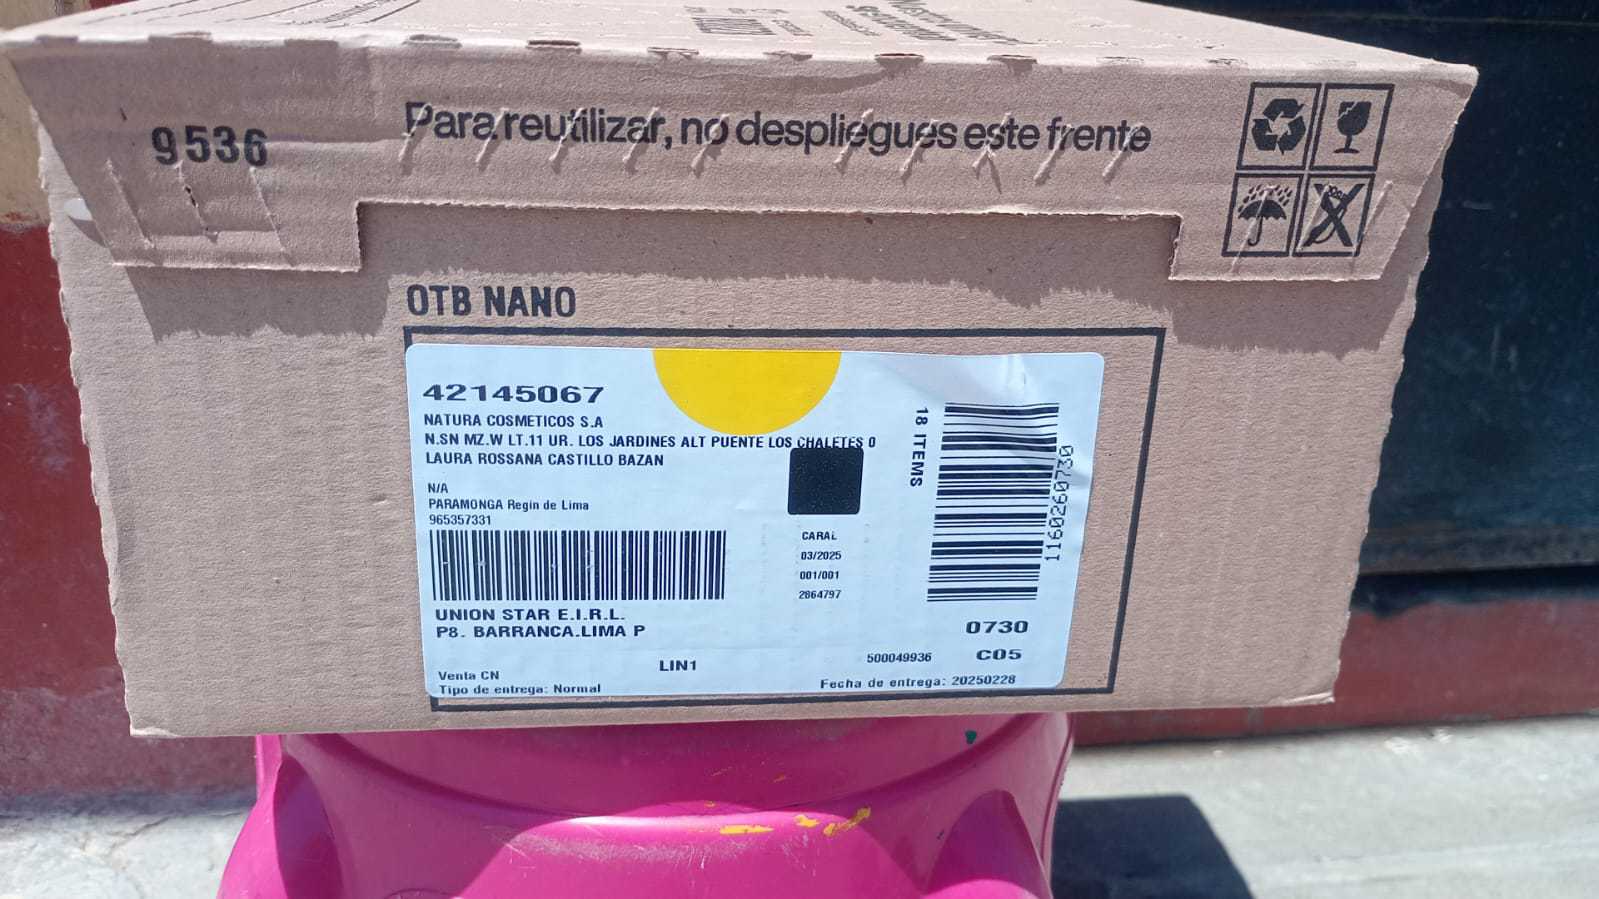 9536
Para reutilizar, no despliegues este frente
OTB NANO
42145067
NATURA COSMETICOS S.A
N.SN MZ.W LT.11 UR. LOS JARDINES ALT PUENTE LOS CHALETES 0
LAURA ROSSANA CASTILLO BAZAN
N/A
PARAMONGA Regin de Lima
965357331
UNION STAR E.I.R.L.
P8. BARRANCA.LIMA P
Venta CN
Tipo de entrega: Normal
LIN1
CARAL
03/2025
001/001
2864797
18 ITEMS
1160260730
0730
500049936 C05
Fecha de entrega: 20250228